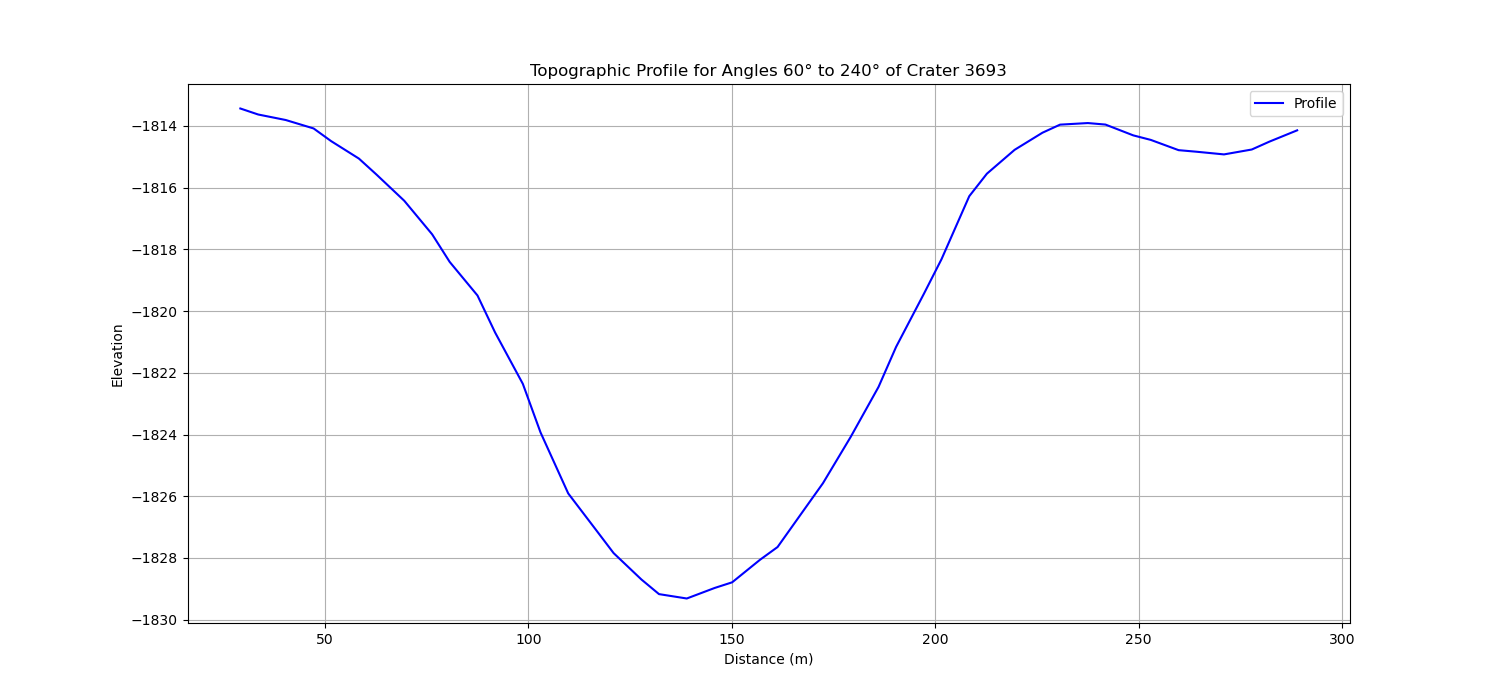 Topographic Profile for Angles 60° to 240° of Crater 3693
Profile
Elevation
−1814
−1816
−1818
−1820
−1822
−1824
−1826
−1828
−1830
50 100 150 200 250 300
Distance (m)